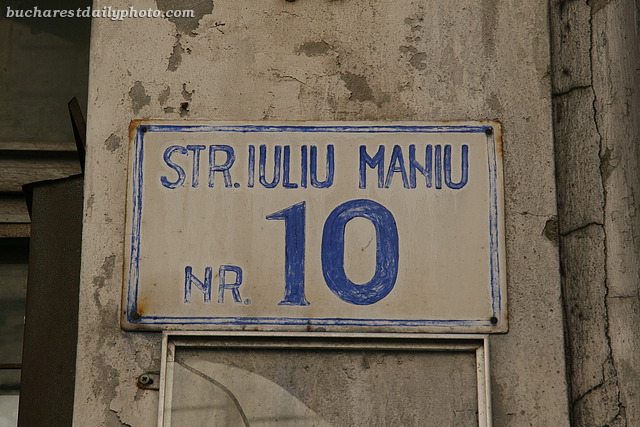 bucharestdailyphoto.com
STR. IULIU MANIU
NR. 10